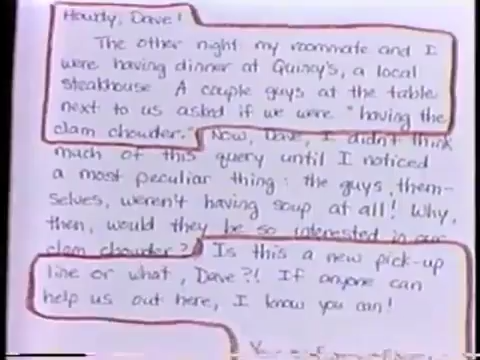 Howdy, Dave!
The other night my roommate and I
were having dinner at Quincy's, a local
steakhouse. A couple guys at the table
next to us asked if we were "having the
clam chowder." Now, Dave, I didn't think
much of this query until I noticed
a most peculiar thing: the guys, them-
selves, weren't having soup at all! Why,
then, would they be so interested in our
clam chowder? Is this a new pick-up
line or what, Dave?! If anyone can
help us out here, I know you can!